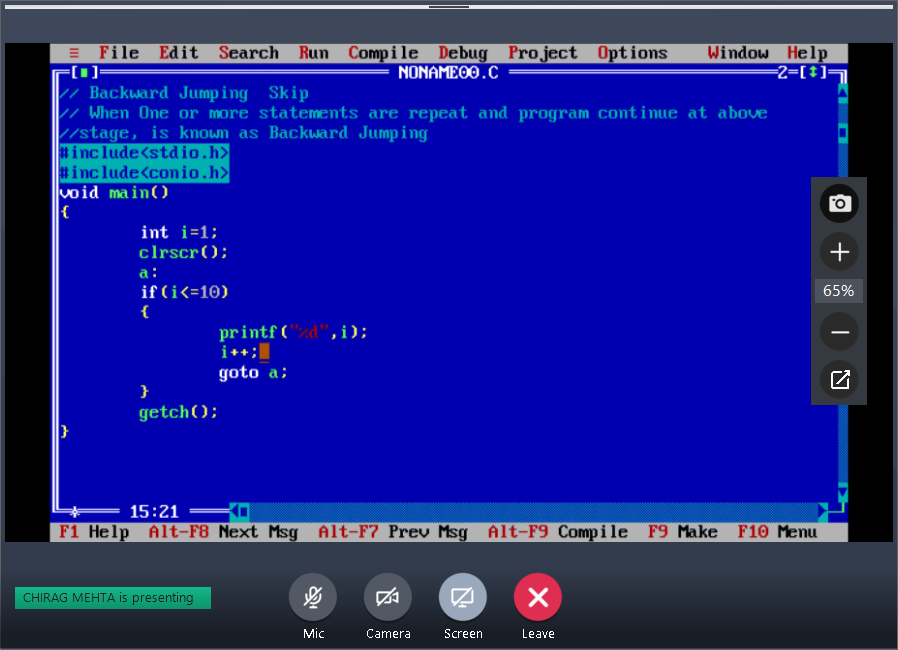 ≡ File Edit Search Run Compile Debug Project Options Window Help
[■] NONAME00.C 2=[↕]
// Backward Jumping  Skip
// When One or more statements are repeat and program continue at above
//stage, is known as Backward Jumping
#include<stdio.h>
#include<conio.h>
void main()
{
int i=1;
clrscr();
a:
if(i<=10)
{
printf("%d",i);
i++;
goto a;
}
getch();
}
65%
* 15:21
F1 Help Alt-F8 Next Msg Alt-F7 Prev Msg Alt-F9 Compile F9 Make F10 Menu
CHIRAG MEHTA is presenting
Mic Camera Screen Leave